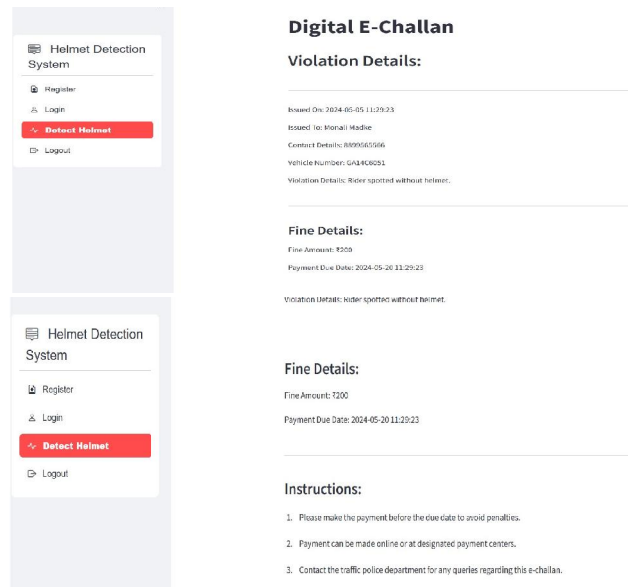 Helmet Detection
System
Register
Login
Detect Helmet
Logout
Digital E-Challan
Violation Details:
Issued On: 2024-05-05 11:29:23
Issued To: Monali Madke
Contact Details: 8899565566
Vehicle Number: GA14C6051
Violation Details: Rider spotted without helmet.
Fine Details:
Fine Amount: ₹200
Payment Due Date: 2024-05-20 11:29:23
Helmet Detection
System
Register
Login
Detect Helmet
Logout
Violation Details: Rider spotted without helmet.
Fine Details:
Fine Amount: ₹200
Payment Due Date: 2024-05-20 11:29:23
Instructions:
1. Please make the payment before the due date to avoid penalties.
2. Payment can be made online or at designated payment centers.
3. Contact the traffic police department for any queries regarding this e-challan.